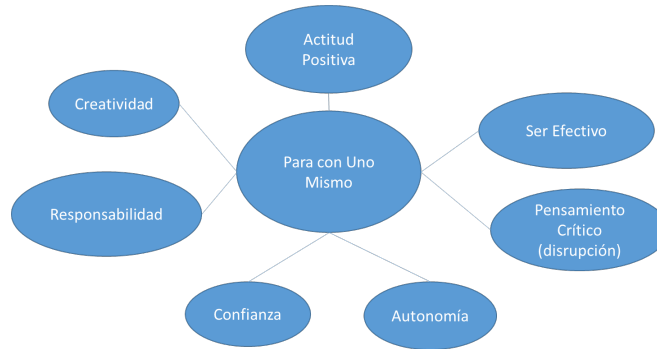 Actitud
Positiva
Creatividad
Ser Efectivo
Para con Uno
Mismo
Responsabilidad
Pensamiento
Crítico
(disrupción)
Confianza
Autonomía